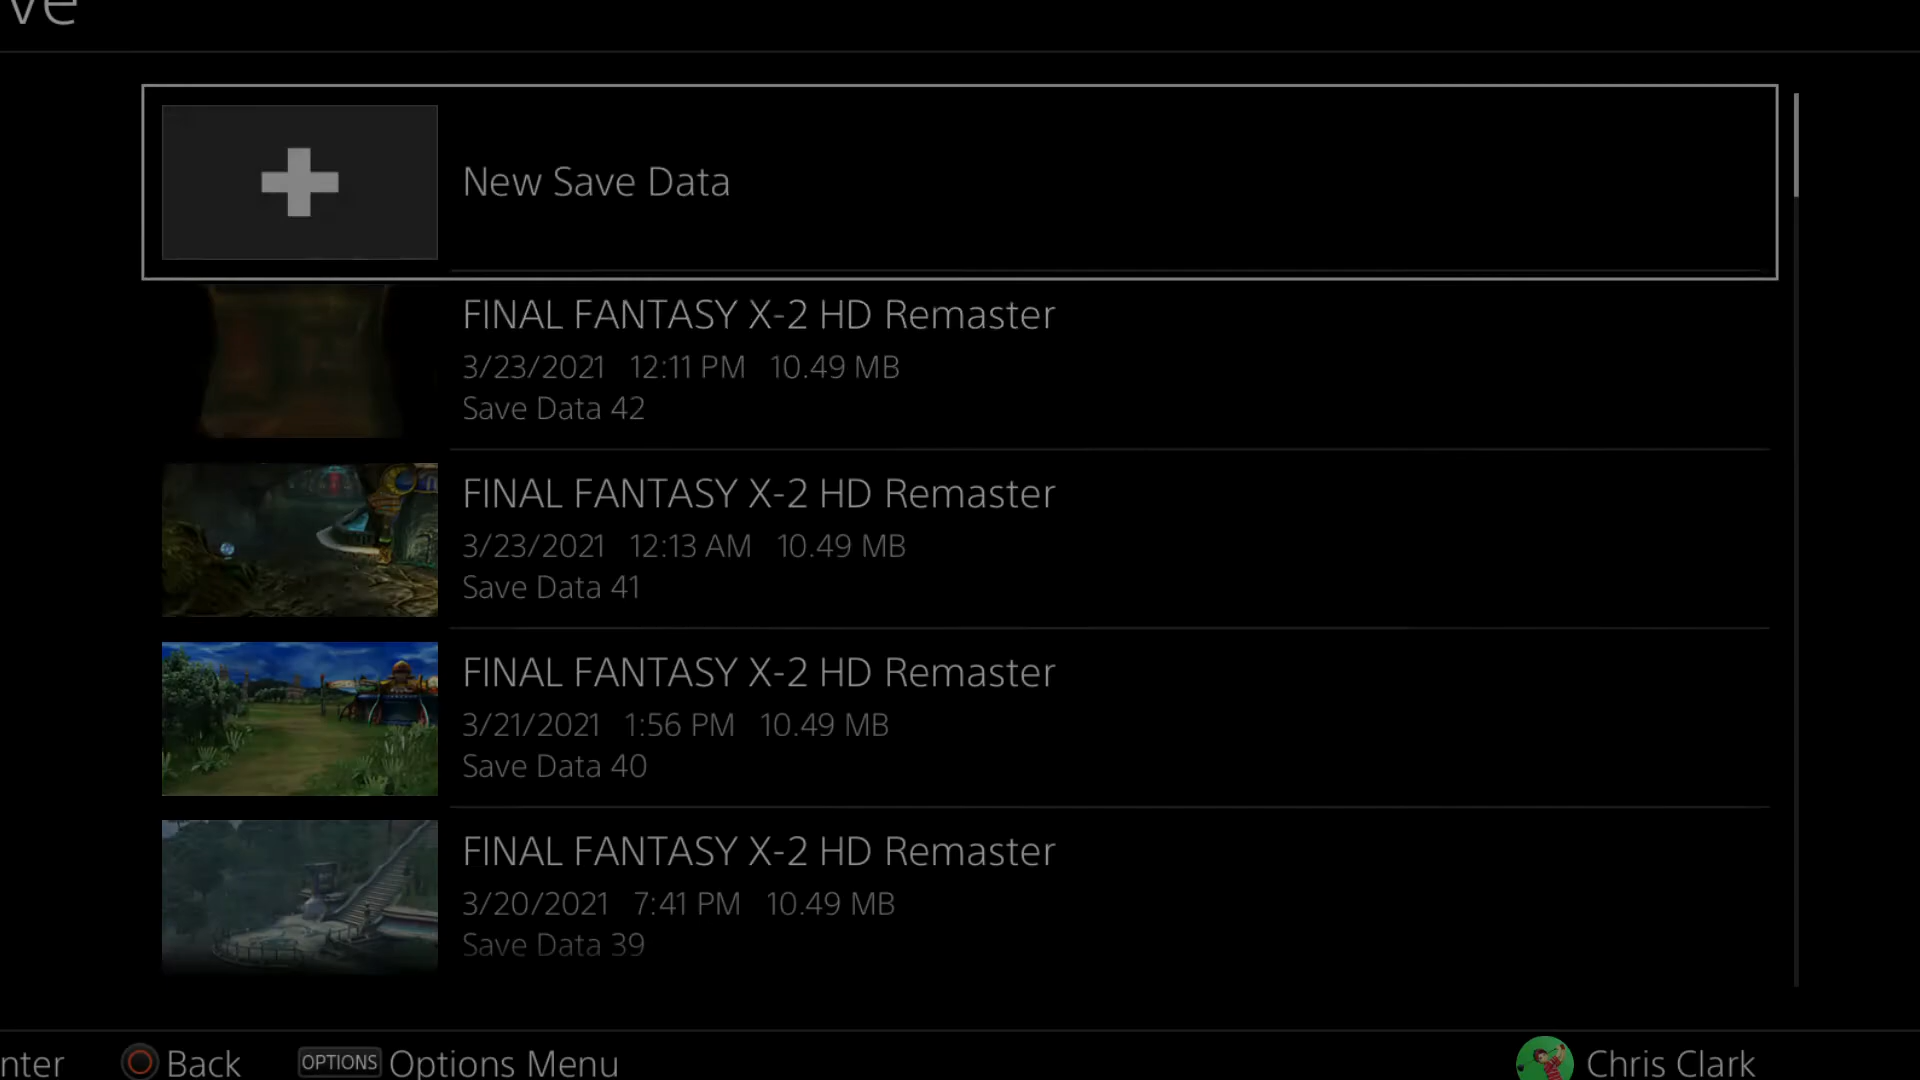 ve
New Save Data
FINAL FANTASY X-2 HD Remaster
3/23/2021 12:11 PM 10.49 MB
Save Data 42
FINAL FANTASY X-2 HD Remaster
3/23/2021 12:13 AM 10.49 MB
Save Data 41
FINAL FANTASY X-2 HD Remaster
3/21/2021 1:56 PM 10.49 MB
Save Data 40
FINAL FANTASY X-2 HD Remaster
3/20/2021 7:41 PM 10.49 MB
Save Data 39
nter Back OPTIONS Options Menu Chris Clark